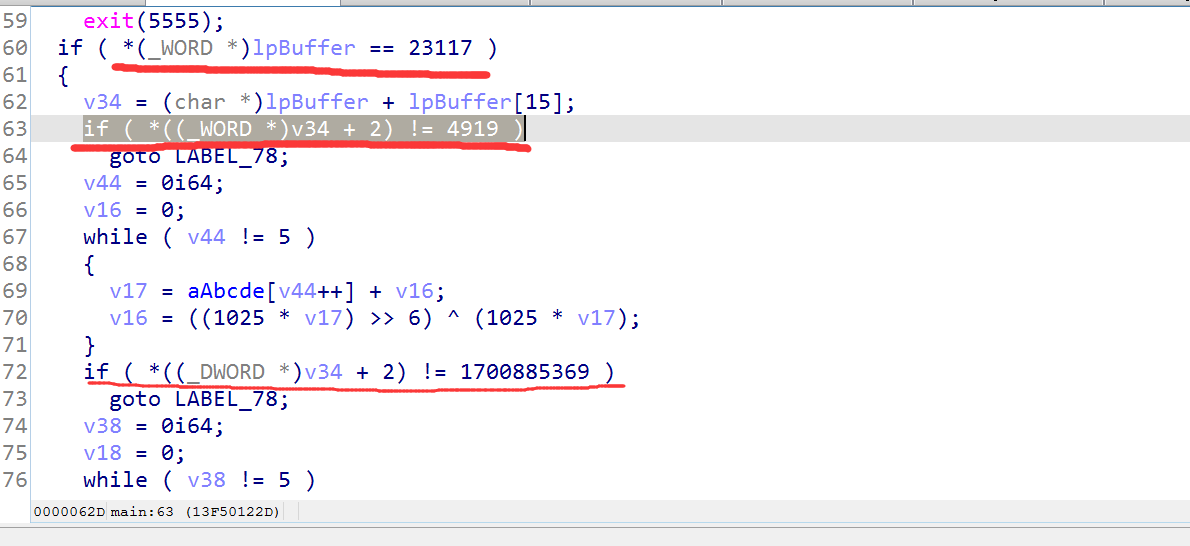 59 exit(5555);
60 if ( *(_WORD *)lpBuffer == 23117 )
61 {
62 v34 = (char *)lpBuffer + lpBuffer[15];
63 if ( *((_WORD *)v34 + 2) != 4919 )
64 goto LABEL_78;
65 v44 = 0i64;
66 v16 = 0;
67 while ( v44 != 5 )
68 {
69 v17 = aAbcde[v44++] + v16;
70 v16 = ((1025 * v17) >> 6) ^ (1025 * v17);
71 }
72 if ( *((_DWORD *)v34 + 2) != 1700885369 )
73 goto LABEL_78;
74 v38 = 0i64;
75 v18 = 0;
76 while ( v38 != 5 )
0000062D main:63 (13F50122D)